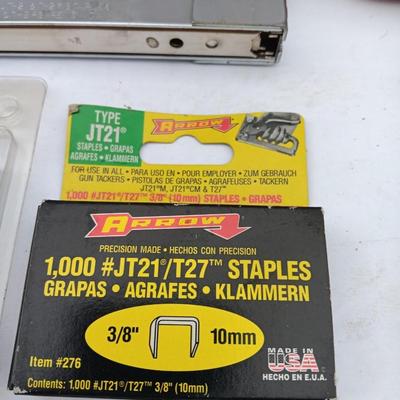 TYPE
JT21®
STAPLES • GRAPAS
AGRAFES • KLAMMERN
ARROW
FOR USE IN ALL • PARA USO EN • POUR EMPLOYER • ZUM GEBRAUCH
GUN TACKERS • PISTOLAS DE GRAPAS • AGRAFEUSES • TACKERN
JT21™M, JT21™CM & T27™
1,000 #JT21®/T27™ 3/8" (10mm) STAPLES • GRAPAS
ARROW
PRECISION MADE • HECHOS CON PRECISION
1,000 #JT21®/T27™ STAPLES
GRAPAS • AGRAFES • KLAMMERN
3/8" 10mm
MADE IN
USA
HECHO EN E.U.A.
Item #276
Contents: 1,000 #JT21®/T27™ 3/8" (10mm)